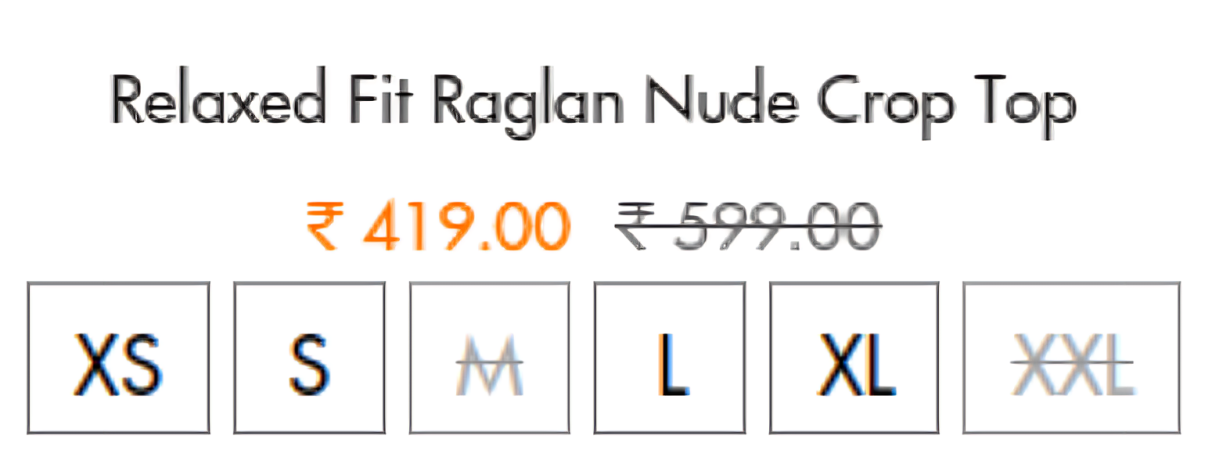 Relaxed Fit Raglan Nude Crop Top
₹ 419.00 ₹ 599.00
XS S M L XL XXL